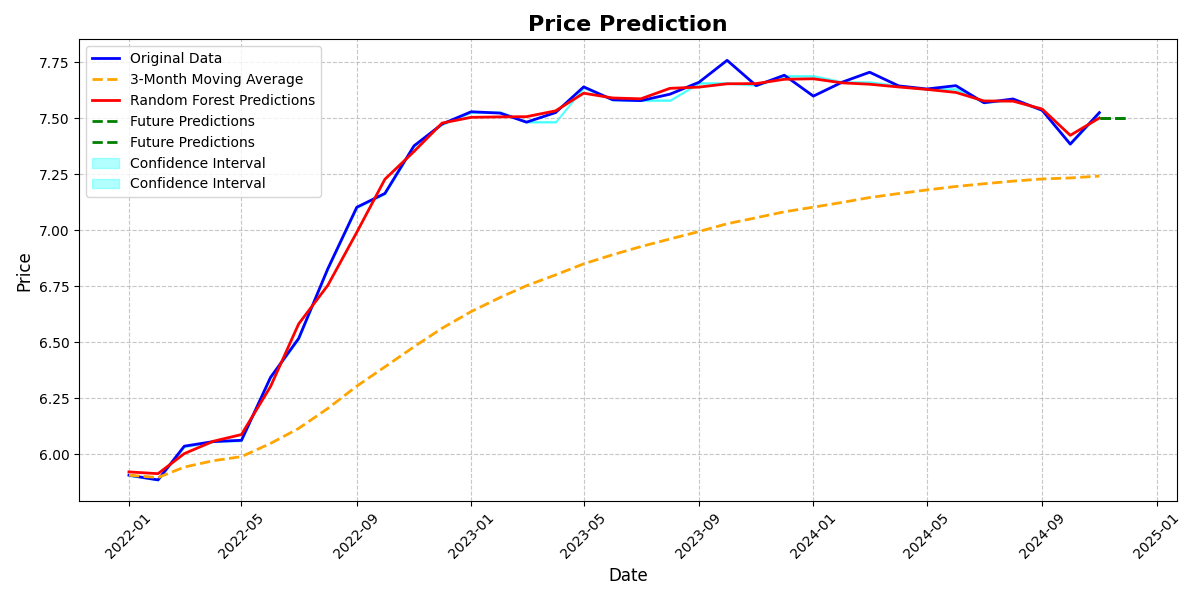 Price Prediction
Original Data
3-Month Moving Average
Random Forest Predictions
Future Predictions
Future Predictions
Confidence Interval
Confidence Interval
Price
7.75
7.50
7.25
7.00
6.75
6.50
6.25
6.00
2022-01
2022-05
2022-09
2023-01
2023-05
2023-09
2024-01
2024-05
2024-09
2025-01
Date